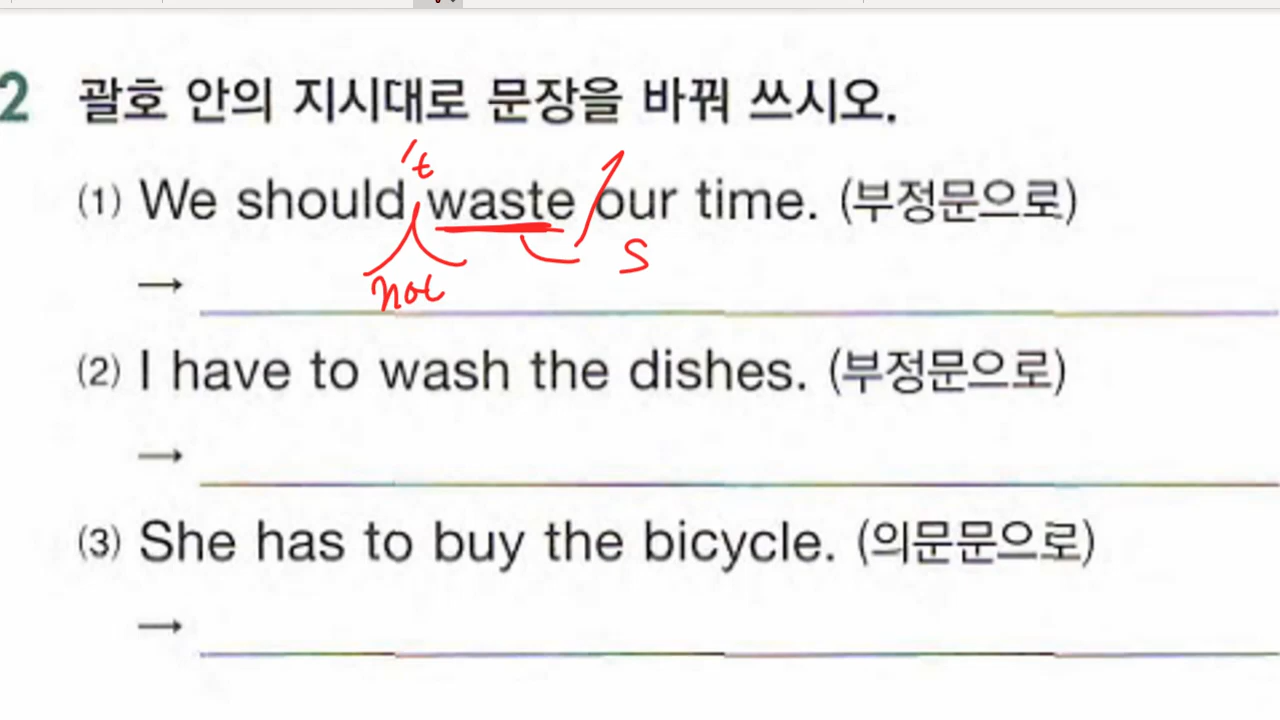 2 괄호 안의 지시대로 문장을 바꿔 쓰시오.
't
(1) We should waste our time. (부정문으로)
s
not
→
(2) I have to wash the dishes. (부정문으로)
→
(3) She has to buy the bicycle. (의문문으로)
→